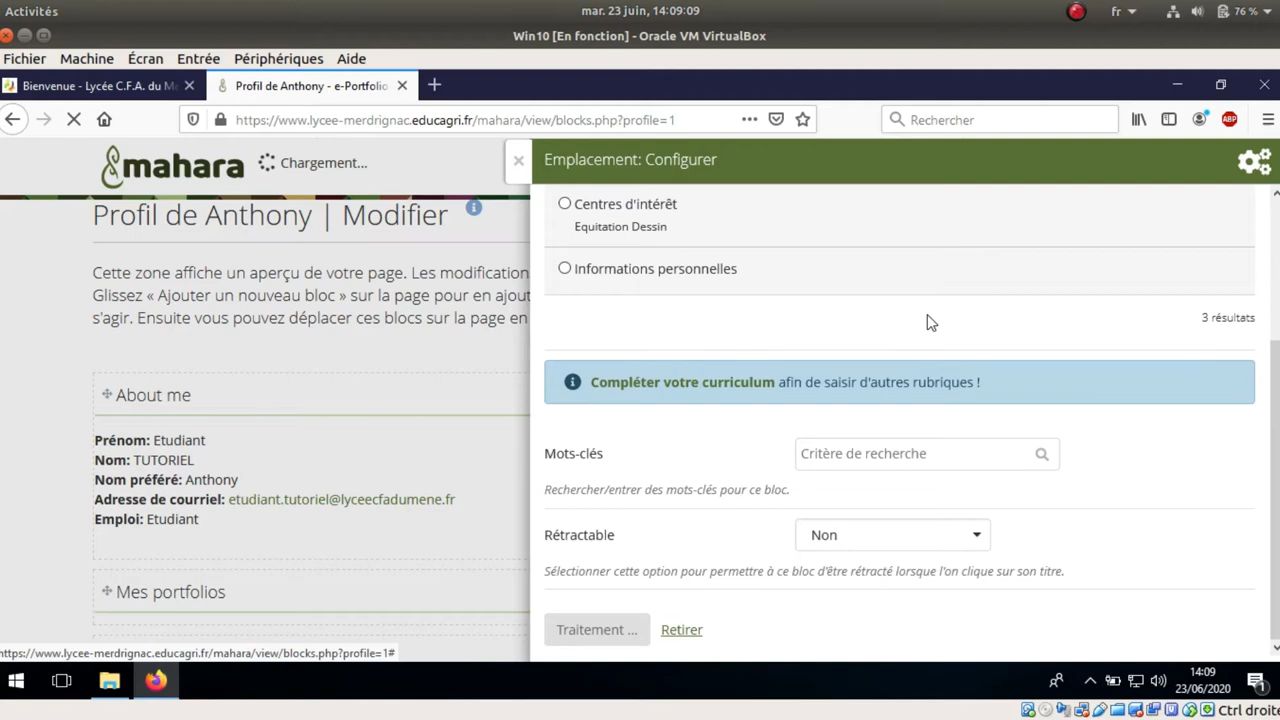 Activités
mar. 23 juin, 14:09:09
fr
76 %
Win10 [En fonction] - Oracle VM VirtualBox
Fichier Machine Écran Entrée Périphériques Aide
Bienvenue - Lycée C.F.A. du Me
Profil de Anthony - e-Portfolio
https://www.lycee-merdrignac.educagri.fr/mahara/view/blocks.php?profile=1
Rechercher
ABP
mahara
Chargement...
Emplacement: Configurer
Profil de Anthony | Modifier
Cette zone affiche un aperçu de votre page. Les modification
Glissez « Ajouter un nouveau bloc » sur la page pour en ajout
s'agir. Ensuite vous pouvez déplacer ces blocs sur la page en
About me
Prénom: Etudiant
Nom: TUTORIEL
Nom préféré: Anthony
Adresse de courriel: etudiant.tutoriel@lyceecfadumene.fr
Emploi: Etudiant
Mes portfolios
Centres d'intérêt
Equitation Dessin
Informations personnelles
3 résultats
Compléter votre curriculum afin de saisir d'autres rubriques !
Mots-clés
Critère de recherche
Rechercher/entrer des mots-clés pour ce bloc.
Rétractable
Non
Sélectionner cette option pour permettre à ce bloc d'être rétracté lorsque l'on clique sur son titre.
Traitement ...
Retirer
https://www.lycee-merdrignac.educagri.fr/mahara/view/blocks.php?profile=1#
14:09
23/06/2020
1
Ctrl droite